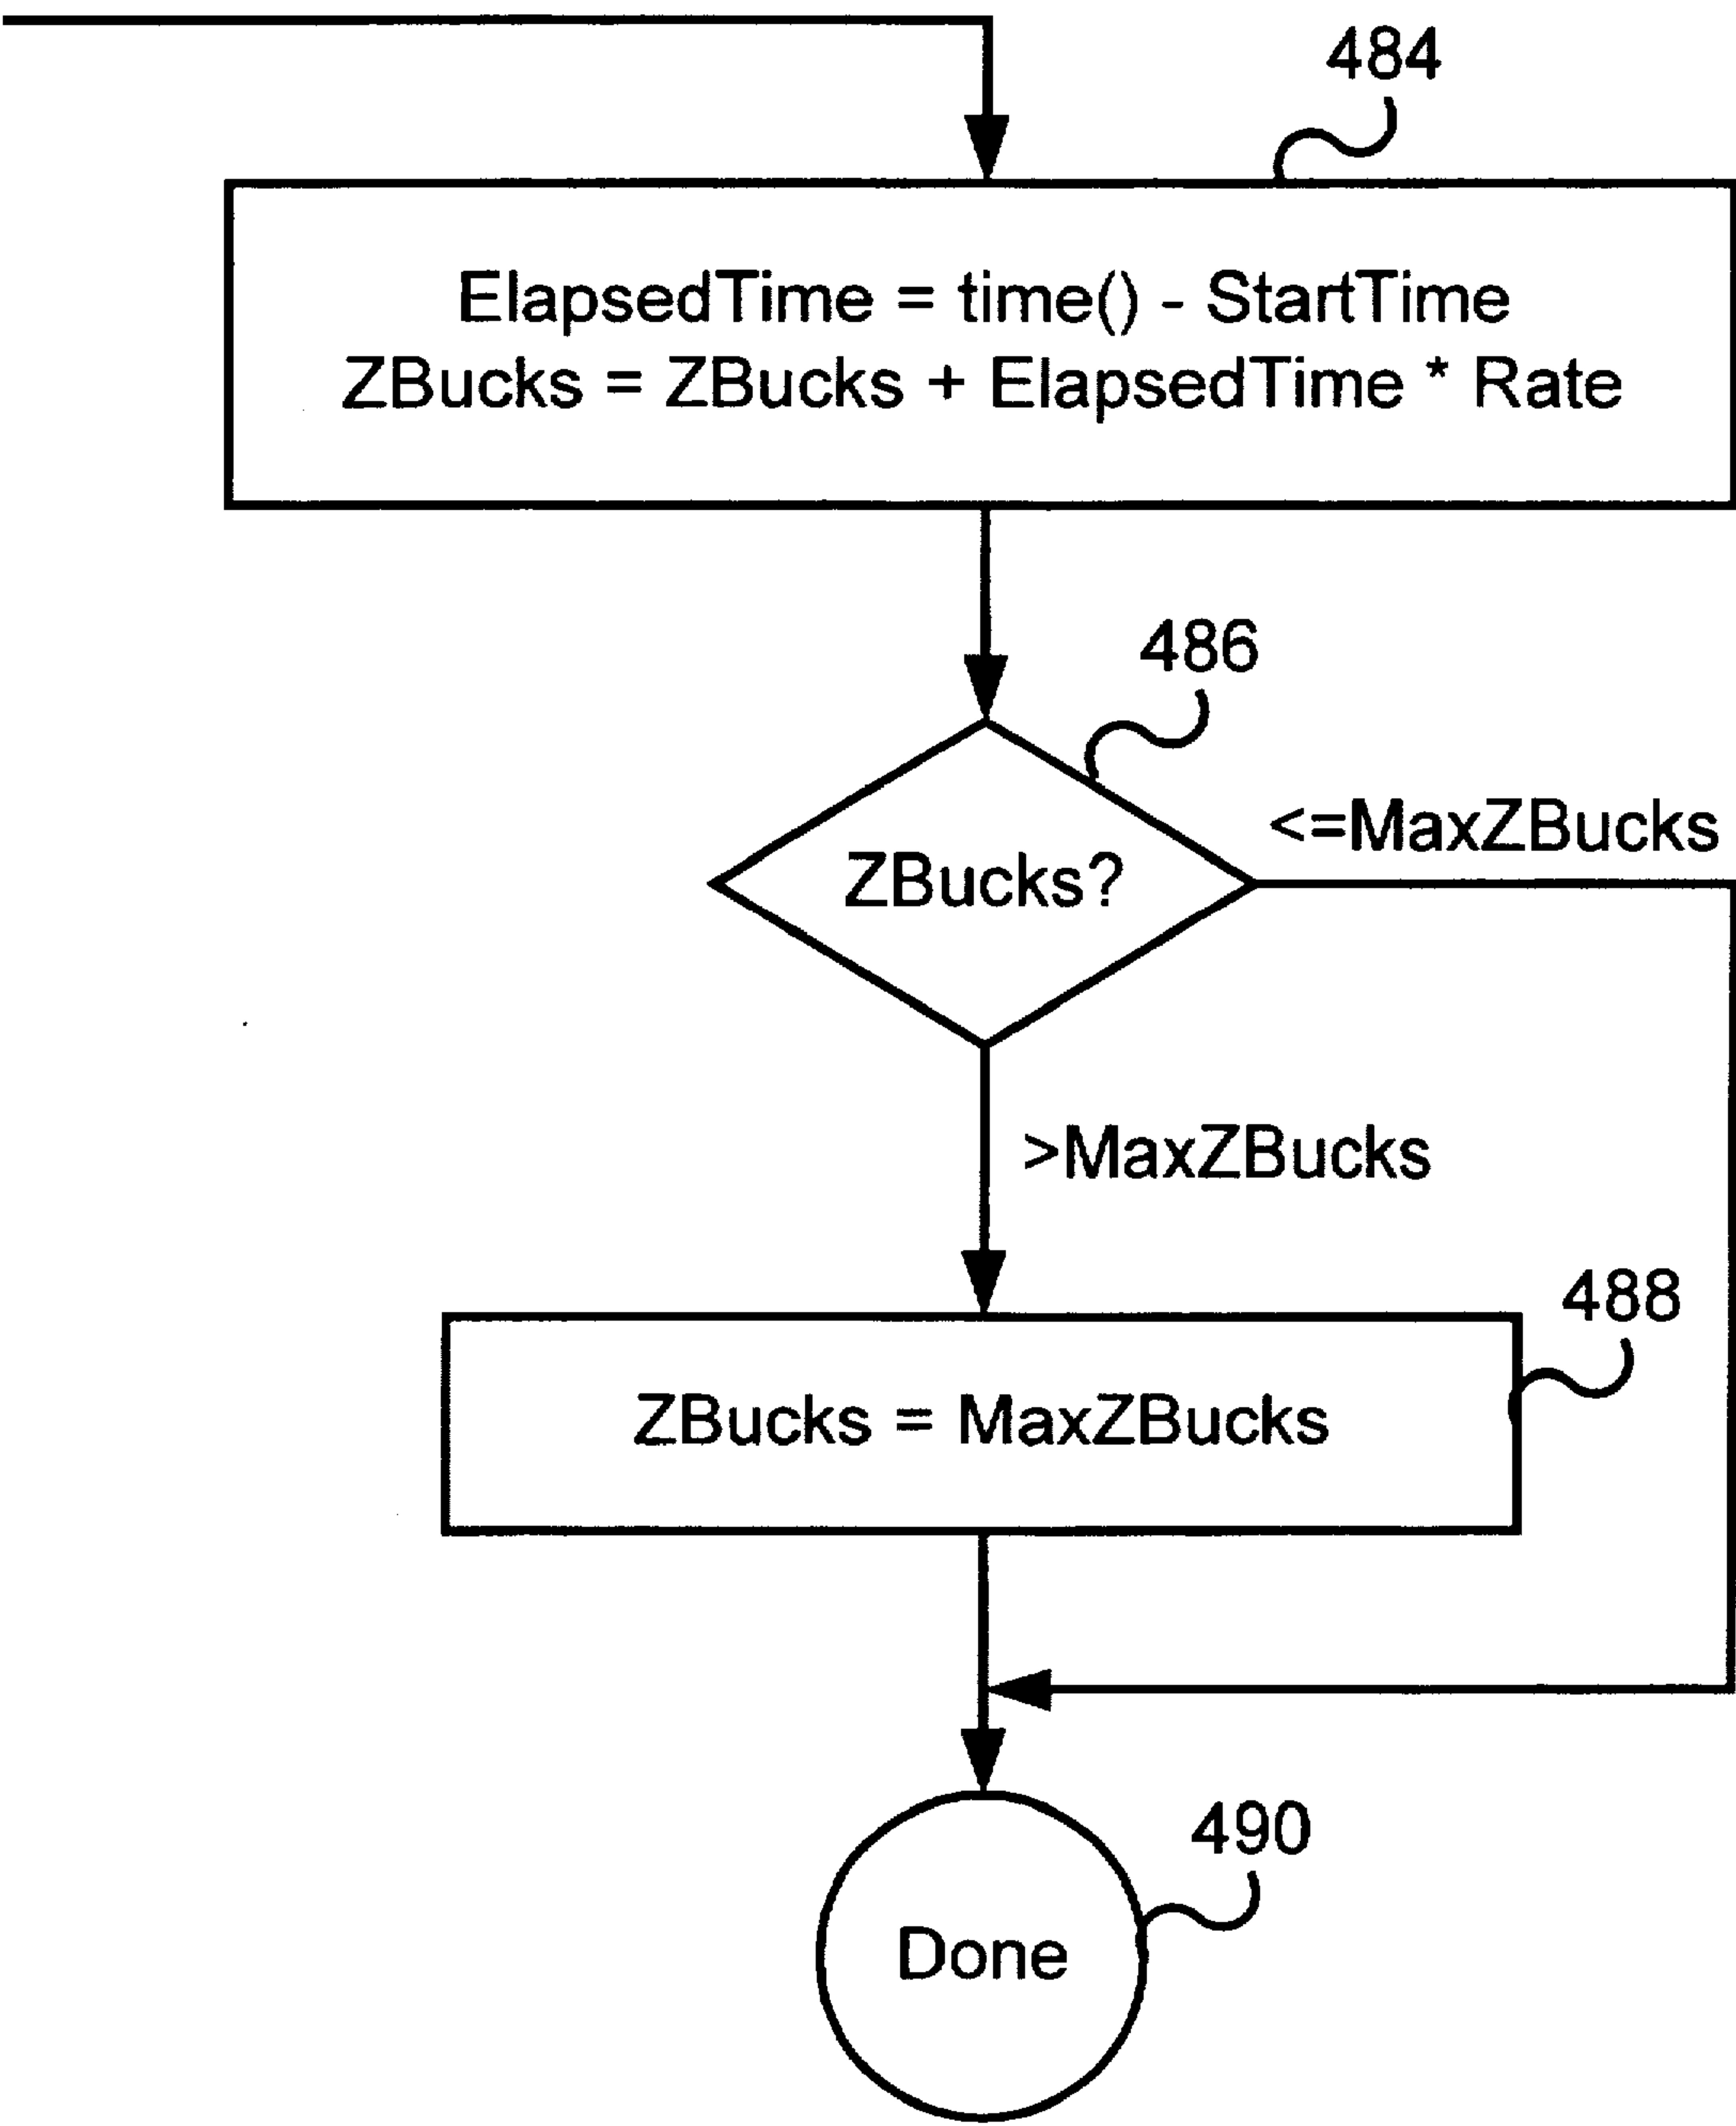 484
ElapsedTime = time() - StartTime
ZBucks = ZBucks + ElapsedTime * Rate
486
<=MaxZBucks
ZBucks?
>MaxZBucks
488
ZBucks = MaxZBucks
490
Done